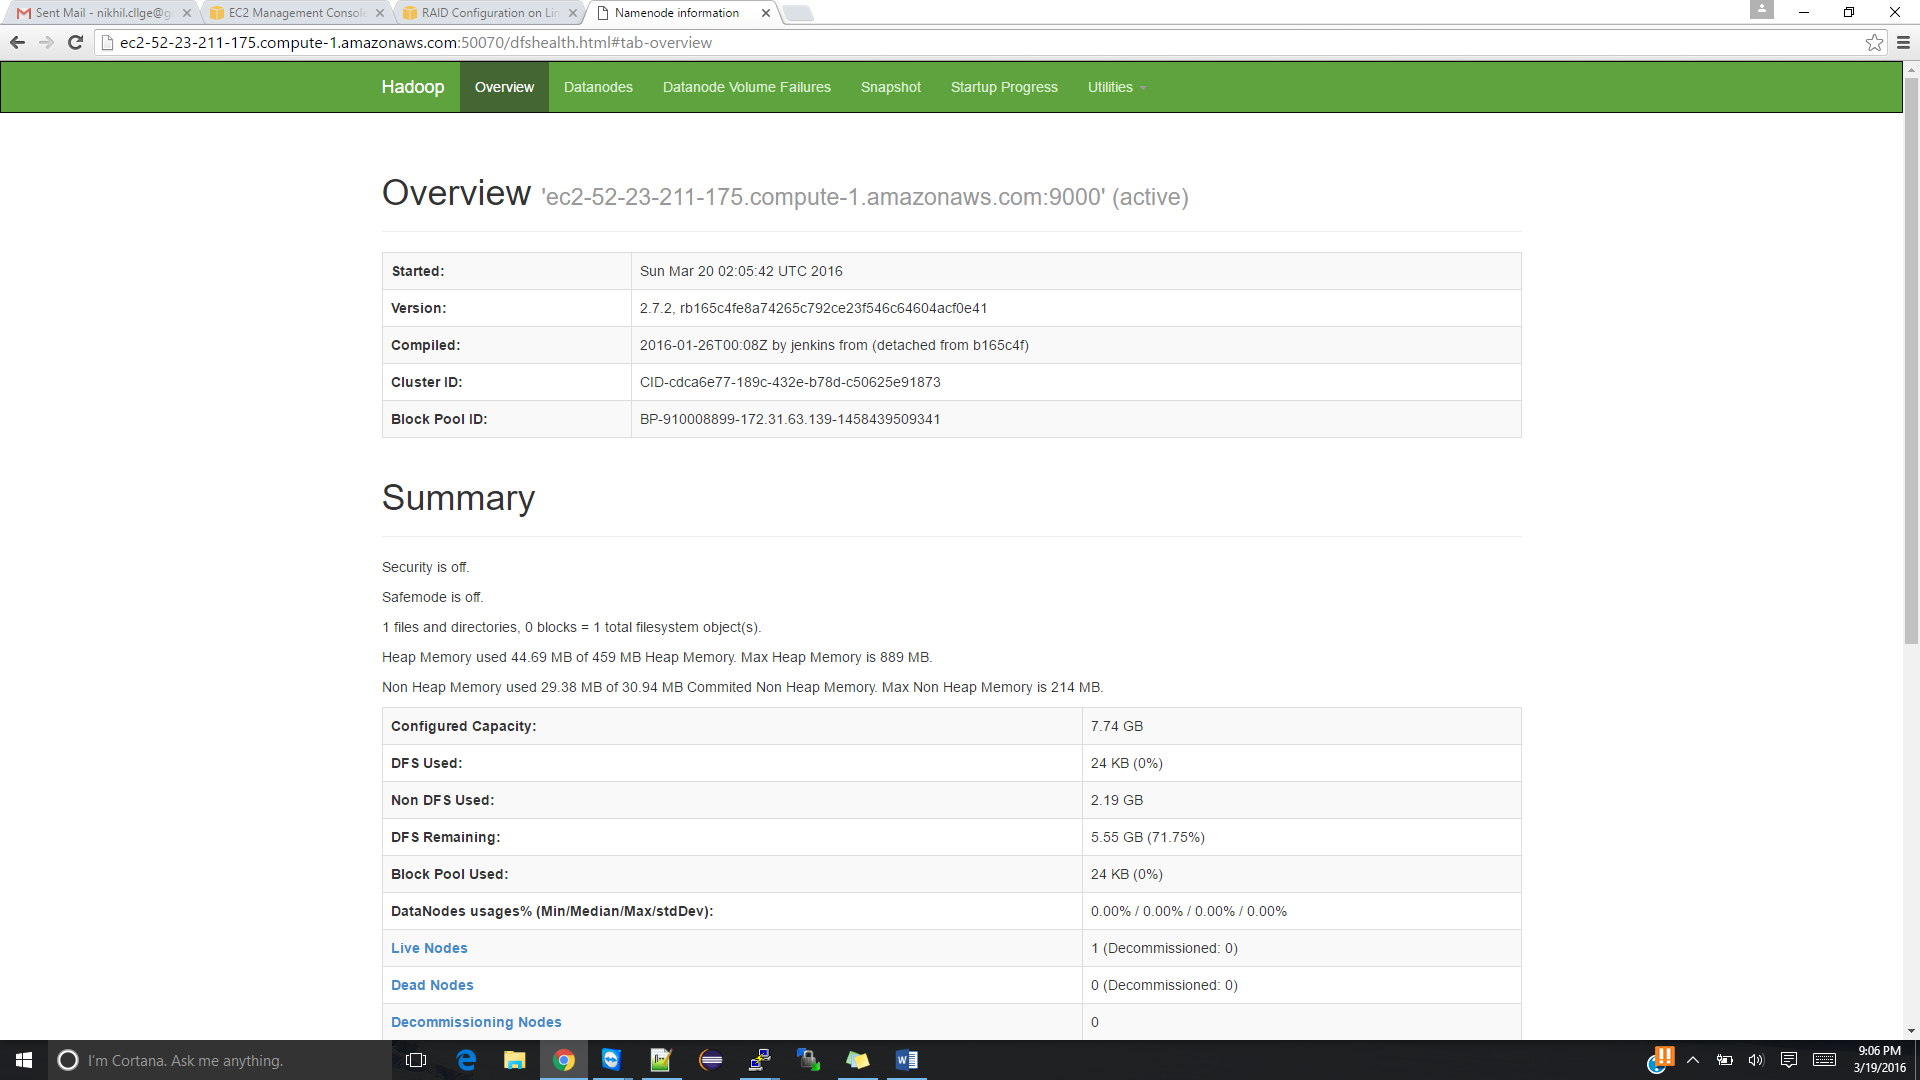 Sent Mail - nikhil.cllge@g
EC2 Management Console
RAID Configuration on Lin
Namenode information
ec2-52-23-211-175.compute-1.amazonaws.com:50070/dfshealth.html#tab-overview
Hadoop Overview Datanodes Datanode Volume Failures Snapshot Startup Progress Utilities
Overview 'ec2-52-23-211-175.compute-1.amazonaws.com:9000' (active)
Started: Sun Mar 20 02:05:42 UTC 2016
Version: 2.7.2, rb165c4fe8a74265c792ce23f546c64604acf0e41
Compiled: 2016-01-26T00:08Z by jenkins from (detached from b165c4f)
Cluster ID: CID-cdca6e77-189c-432e-b78d-c50625e91873
Block Pool ID: BP-910008899-172.31.63.139-1458439509341
Summary
Security is off.
Safemode is off.
1 files and directories, 0 blocks = 1 total filesystem object(s).
Heap Memory used 44.69 MB of 459 MB Heap Memory. Max Heap Memory is 889 MB.
Non Heap Memory used 29.38 MB of 30.94 MB Commited Non Heap Memory. Max Non Heap Memory is 214 MB.
Configured Capacity: 7.74 GB
DFS Used: 24 KB (0%)
Non DFS Used: 2.19 GB
DFS Remaining: 5.55 GB (71.75%)
Block Pool Used: 24 KB (0%)
DataNodes usages% (Min/Median/Max/stdDev): 0.00% / 0.00% / 0.00% / 0.00%
Live Nodes 1 (Decommissioned: 0)
Dead Nodes 0 (Decommissioned: 0)
Decommissioning Nodes 0
I'm Cortana. Ask me anything.
9:06 PM
3/19/2016